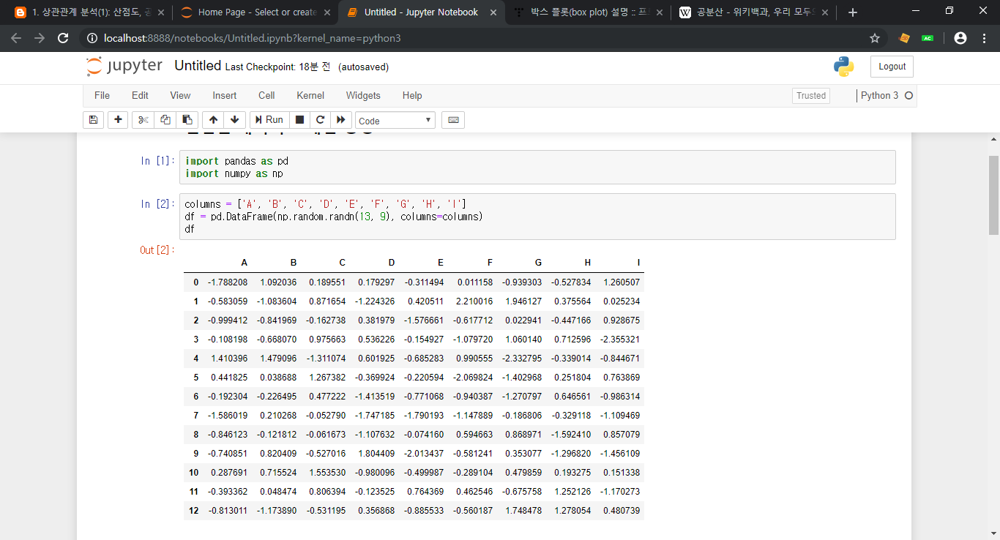 1. 상관관계 분석(1): 산점도, 공
Home Page - Select or create
Untitled - Jupyter Notebook
박스 플롯(box plot) 설명 :: 프
공분산 - 위키백과, 우리 모두의
localhost:8888/notebooks/Untitled.ipynb?kernel_name=python3
AC
jupyter Untitled Last Checkpoint: 18분 전 (autosaved)
Logout
File Edit View Insert Cell Kernel Widgets Help
Trusted
Python 3
Run
Code
In [1]: import pandas as pd
import numpy as np
In [2]: columns = ['A', 'B', 'C', 'D', 'E', 'F', 'G', 'H', 'I']
df = pd.DataFrame(np.random.randn(13, 9), columns=columns)
df
Out[2]:
A B C D E F G H I
0 -1.788208 1.092036 0.189551 0.179297 -0.311494 0.011158 -0.939303 -0.527834 1.260507
1 -0.583059 -1.083604 0.871654 -1.224326 0.420511 2.210016 1.946127 0.375564 0.025234
2 -0.999412 -0.841969 -0.162738 0.381979 -1.576661 -0.617712 0.022941 -0.447166 0.928675
3 -0.108198 -0.668070 0.975663 0.536226 -0.154927 -1.079720 1.060140 0.712596 -2.355321
4 1.410396 1.479096 -1.311074 0.601925 -0.685283 0.990555 -2.332795 -0.339014 -0.844671
5 0.441825 0.038688 1.267382 -0.369924 -0.220594 -2.069824 -1.402968 0.251804 0.763869
6 -0.192304 -0.226495 0.477222 -1.413519 -0.771068 -0.940387 -1.270797 0.646561 -0.986314
7 -1.586019 0.210268 -0.052790 -1.747185 -1.790193 -1.147889 -0.186806 -0.329118 -1.109469
8 -0.846123 -0.121812 -0.061673 -1.107632 -0.074160 0.594663 0.868971 -1.592410 0.857079
9 -0.740851 0.820409 -0.527016 1.804409 -2.013437 -0.581241 0.353077 -1.296820 -1.456109
10 0.287691 0.715524 1.553530 -0.980096 -0.499987 -0.289104 0.479859 0.193275 0.151338
11 -0.393362 0.048474 0.806394 -0.123525 0.764369 0.462546 -0.675758 1.252126 -1.170273
12 -0.813011 -1.173890 -0.531195 0.356868 -0.885533 -0.560187 1.748478 1.278054 0.480739